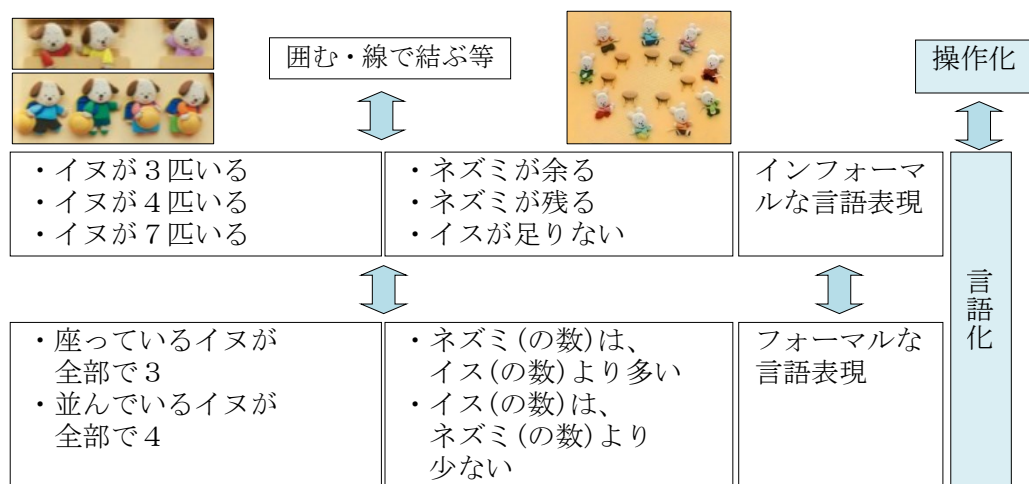 囲む・線で結ぶ等
操作化
・イヌが３匹いる
・イヌが４匹いる
・イヌが７匹いる
・ネズミが余る
・ネズミが残る
・イスが足りない
インフォーマ
ルな言語表現
言語化
・座っているイヌが
全部で３
・並んでいるイヌが
全部で４
・ネズミ(の数)は、
イス(の数)より多い
・イス(の数)は、
ネズミ(の数)より
少ない
フォーマルな
言語表現